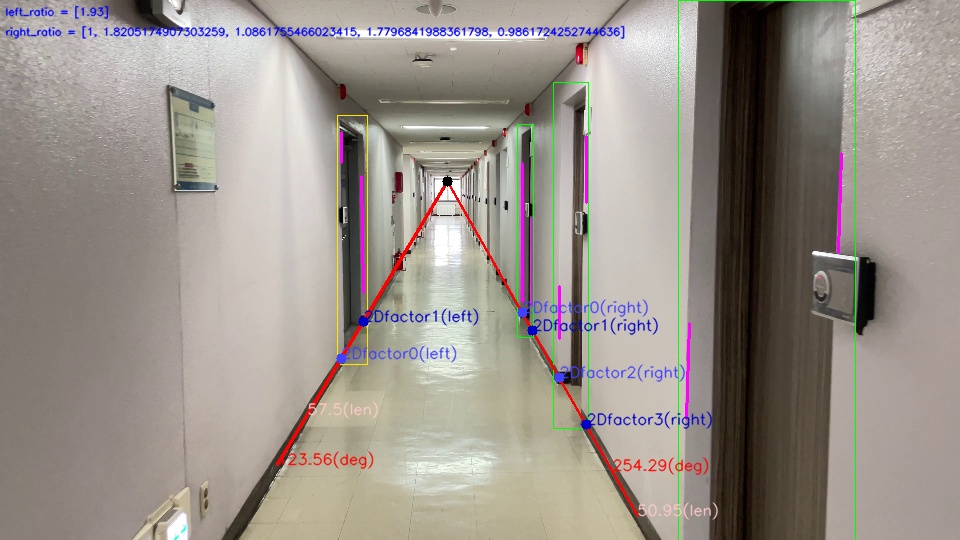 left_ratio = [1.93]
right_ratio = [1, 1.8205174907303259, 1.0861755466023415, 1.7796841988361798, 0.9861724252744636]
2Dfactor0(right)
2Dfactor1(left)
2Dfactor1(right)
2Dfactor0(left)
2Dfactor2(right)
57.5(len)
2Dfactor3(right)
23.56(deg)
254.29(deg)
50.95(len)